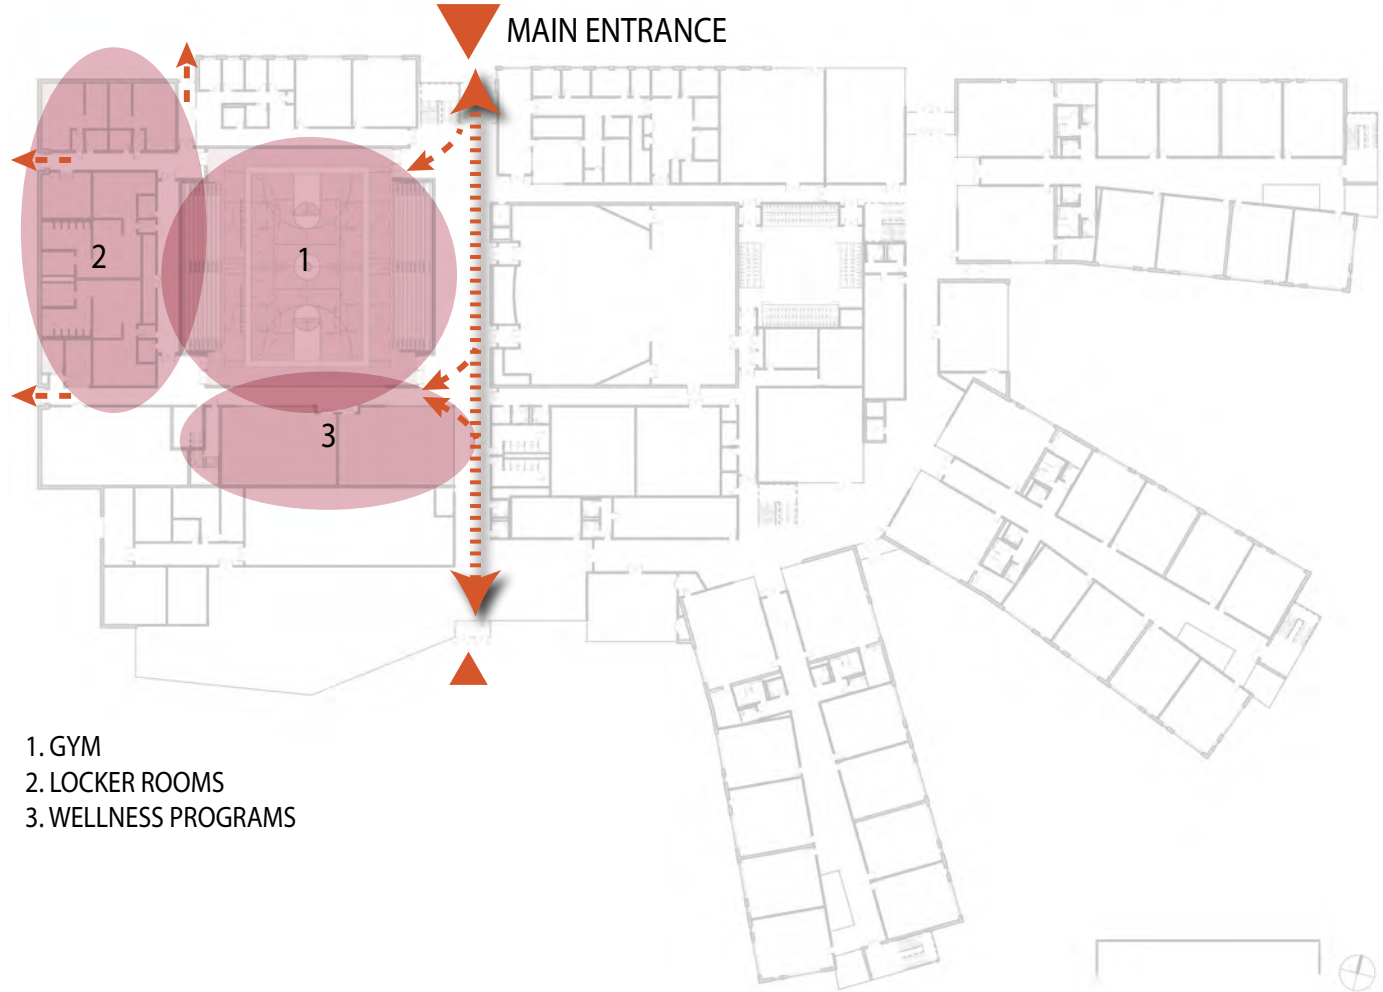 MAIN ENTRANCE
1
2
3
1. GYM
2. LOCKER ROOMS
3. WELLNESS PROGRAMS